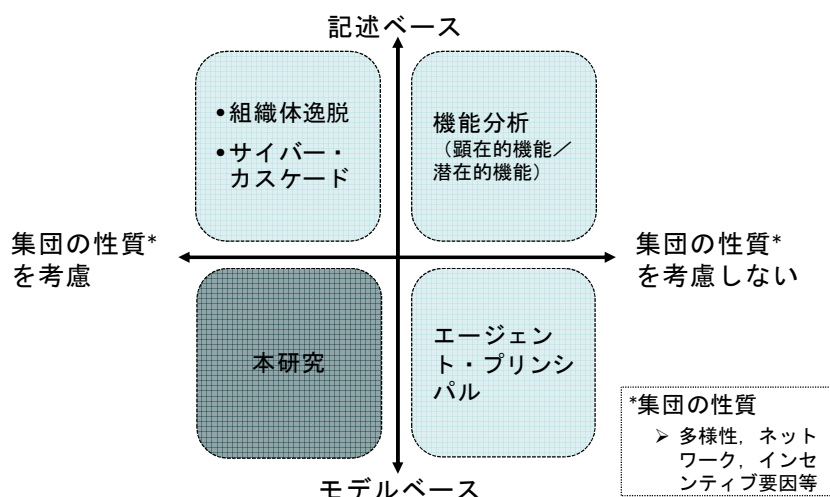 記述ベース
•組織体逸脱
•サイバー・
カスケード
機能分析
（顕在的機能／
潜在的機能）
集団の性質*
を考慮
集団の性質*
を考慮しない
本研究
エージェン
ト・プリンシ
パル
*集団の性質
➢ 多様性，ネット
ワーク，インセ
ンティブ要因等
モデルベース